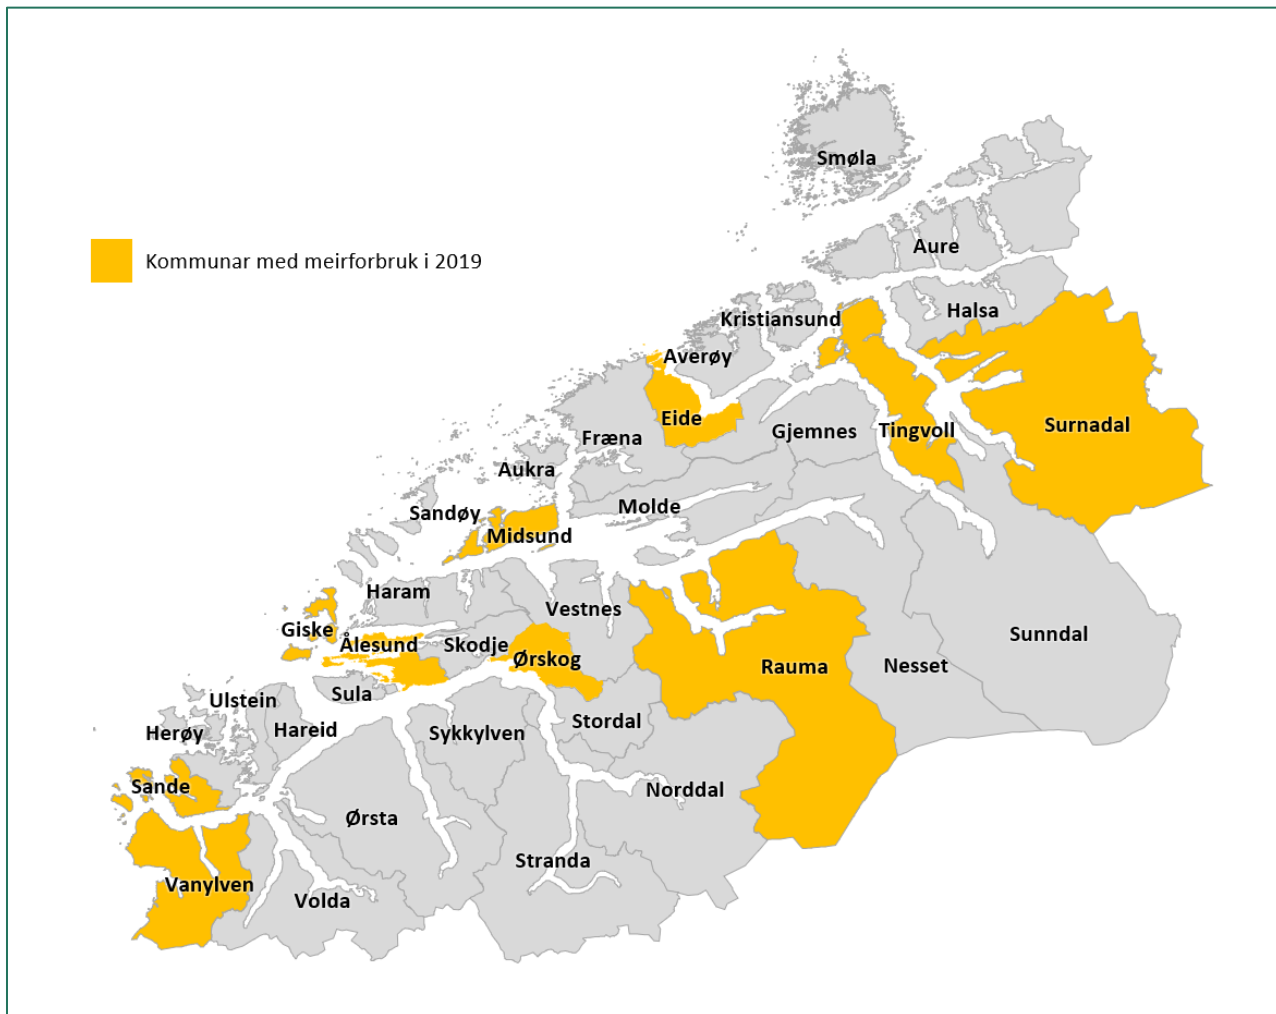 Smøla
Aure
Kommunar med meirforbruk i 2019
Halsa
Kristiansund
Averøy
Eide
Surnadal
Tingvoll
Gjemnes
Fræna
Aukra
Molde
Sandøy
Midsund
Haram
Vestnes
Giske
Sunndal
Ålesund
Skodje
Ørskog
Rauma
Nesset
Sula
Ulstein
Stordal
Hareid
Herøy
Sykkylven
Sande
Norddal
Ørsta
Stranda
Vanylven
Volda